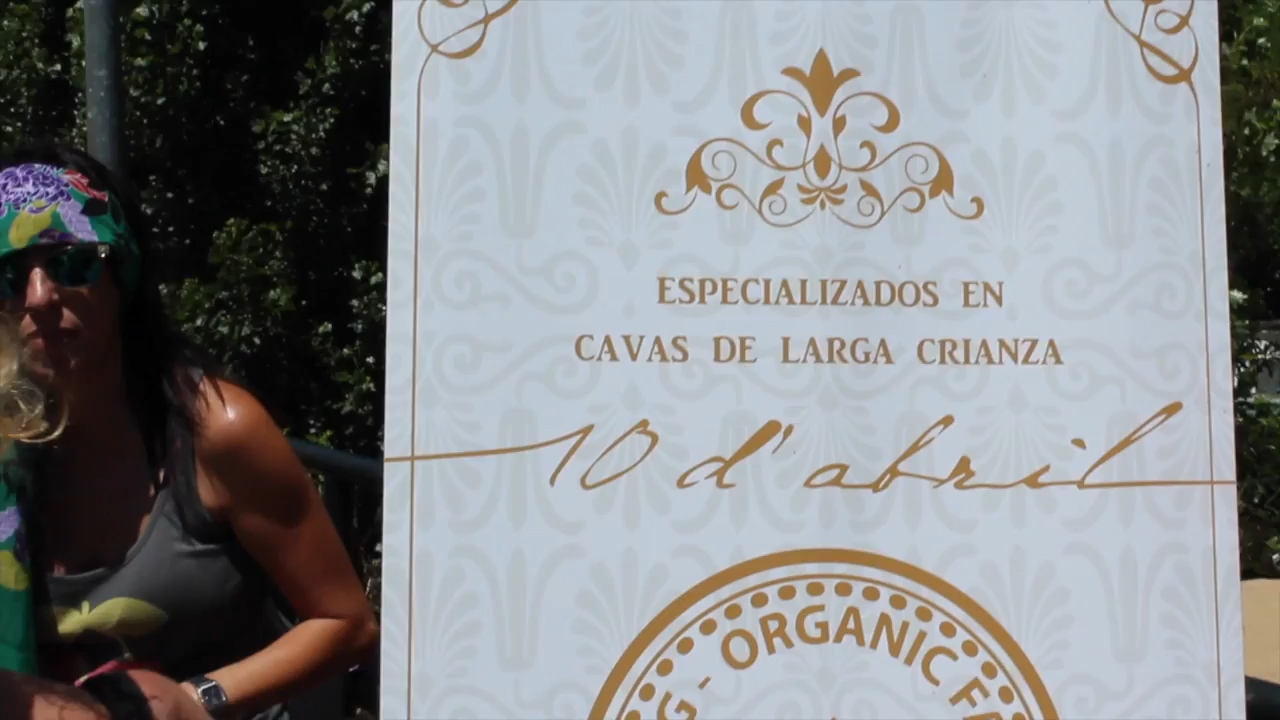 ESPECIALIZADOS EN
CAVAS DE LARGA CRIANZA
10 d'abril
ORGANIC